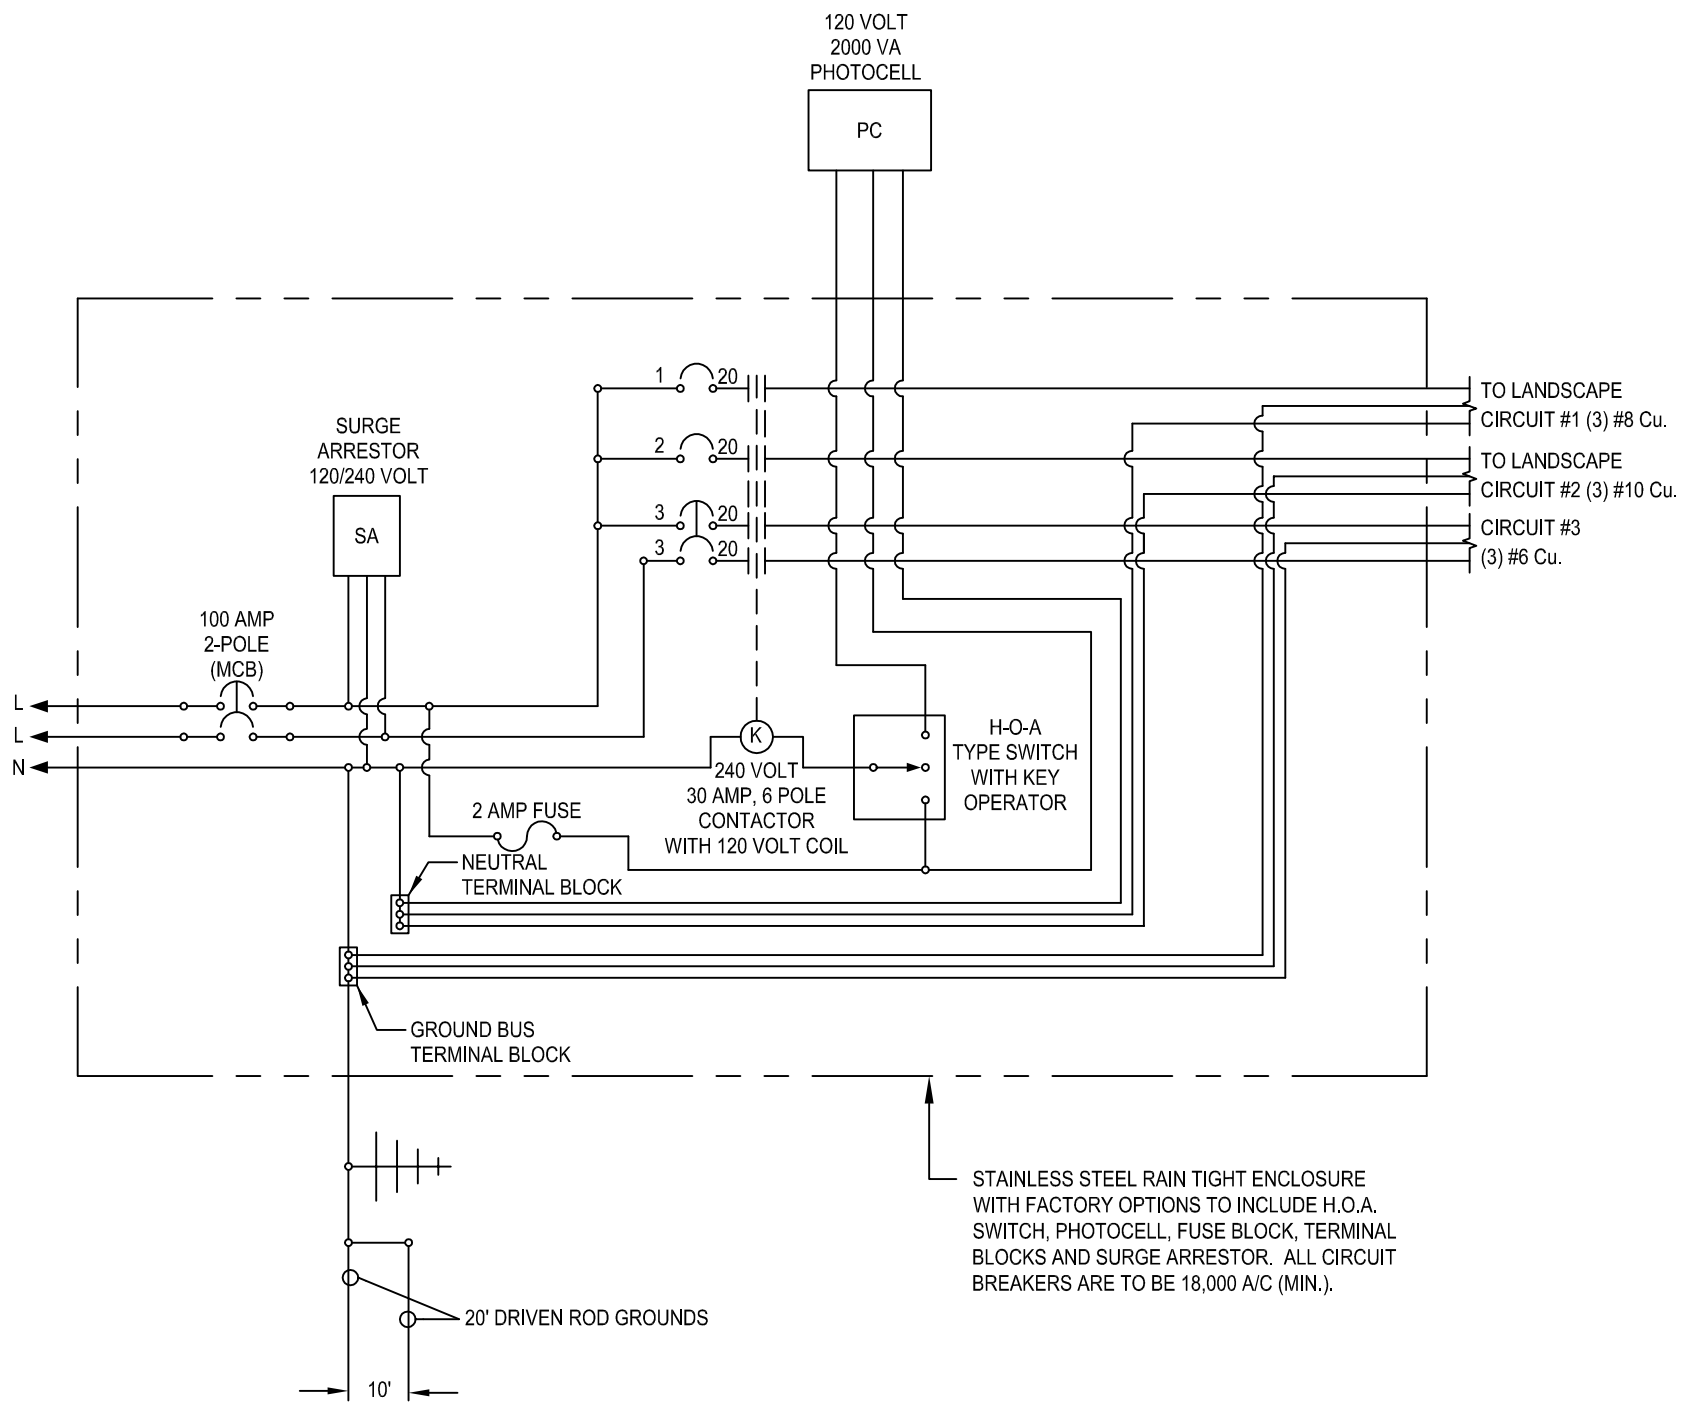 120 VOLT
2000 VA
PHOTOCELL
PC
1
20
TO LANDSCAPE
CIRCUIT #1 (3) #8 Cu.
2
20
TO LANDSCAPE
CIRCUIT #2 (3) #10 Cu.
3
20
CIRCUIT #3
3
20
(3) #6 Cu.
SURGE
ARRESTOR
120/240 VOLT
SA
100 AMP
2-POLE
(MCB)
L
L
N
K
240 VOLT
30 AMP, 6 POLE
CONTACTOR
WITH 120 VOLT COIL
H-O-A
TYPE SWITCH
WITH KEY
OPERATOR
2 AMP FUSE
NEUTRAL
TERMINAL BLOCK
GROUND BUS
TERMINAL BLOCK
STAINLESS STEEL RAIN TIGHT ENCLOSURE
WITH FACTORY OPTIONS TO INCLUDE H.O.A.
SWITCH, PHOTOCELL, FUSE BLOCK, TERMINAL
BLOCKS AND SURGE ARRESTOR. ALL CIRCUIT
BREAKERS ARE TO BE 18,000 A/C (MIN.).
20' DRIVEN ROD GROUNDS
10'